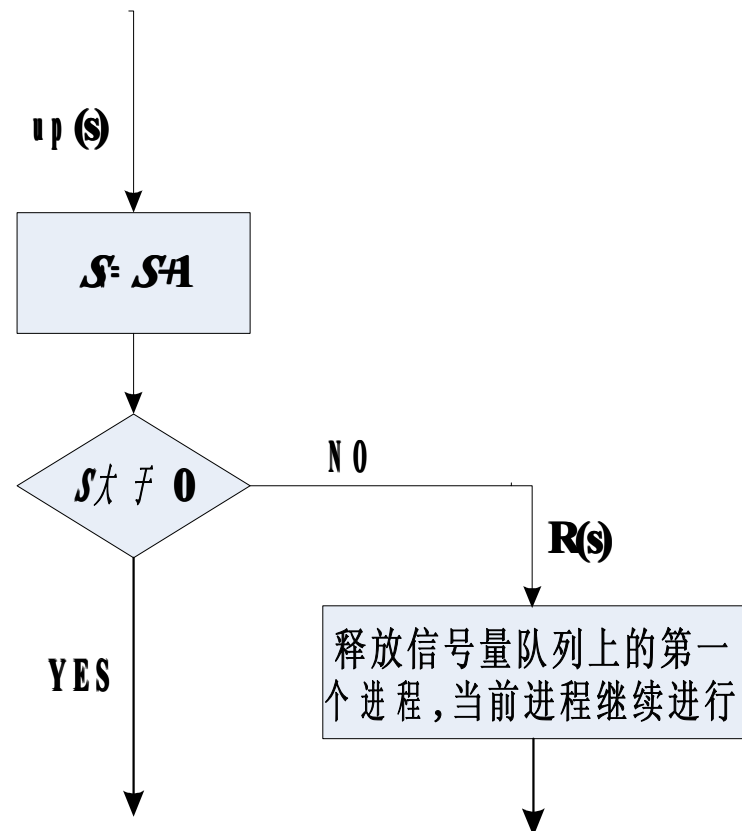 up(s)
S= S+1
S大于 0
NO
R(s)
YES
释放信号量队列上的第一
个进程,当前进程继续进行